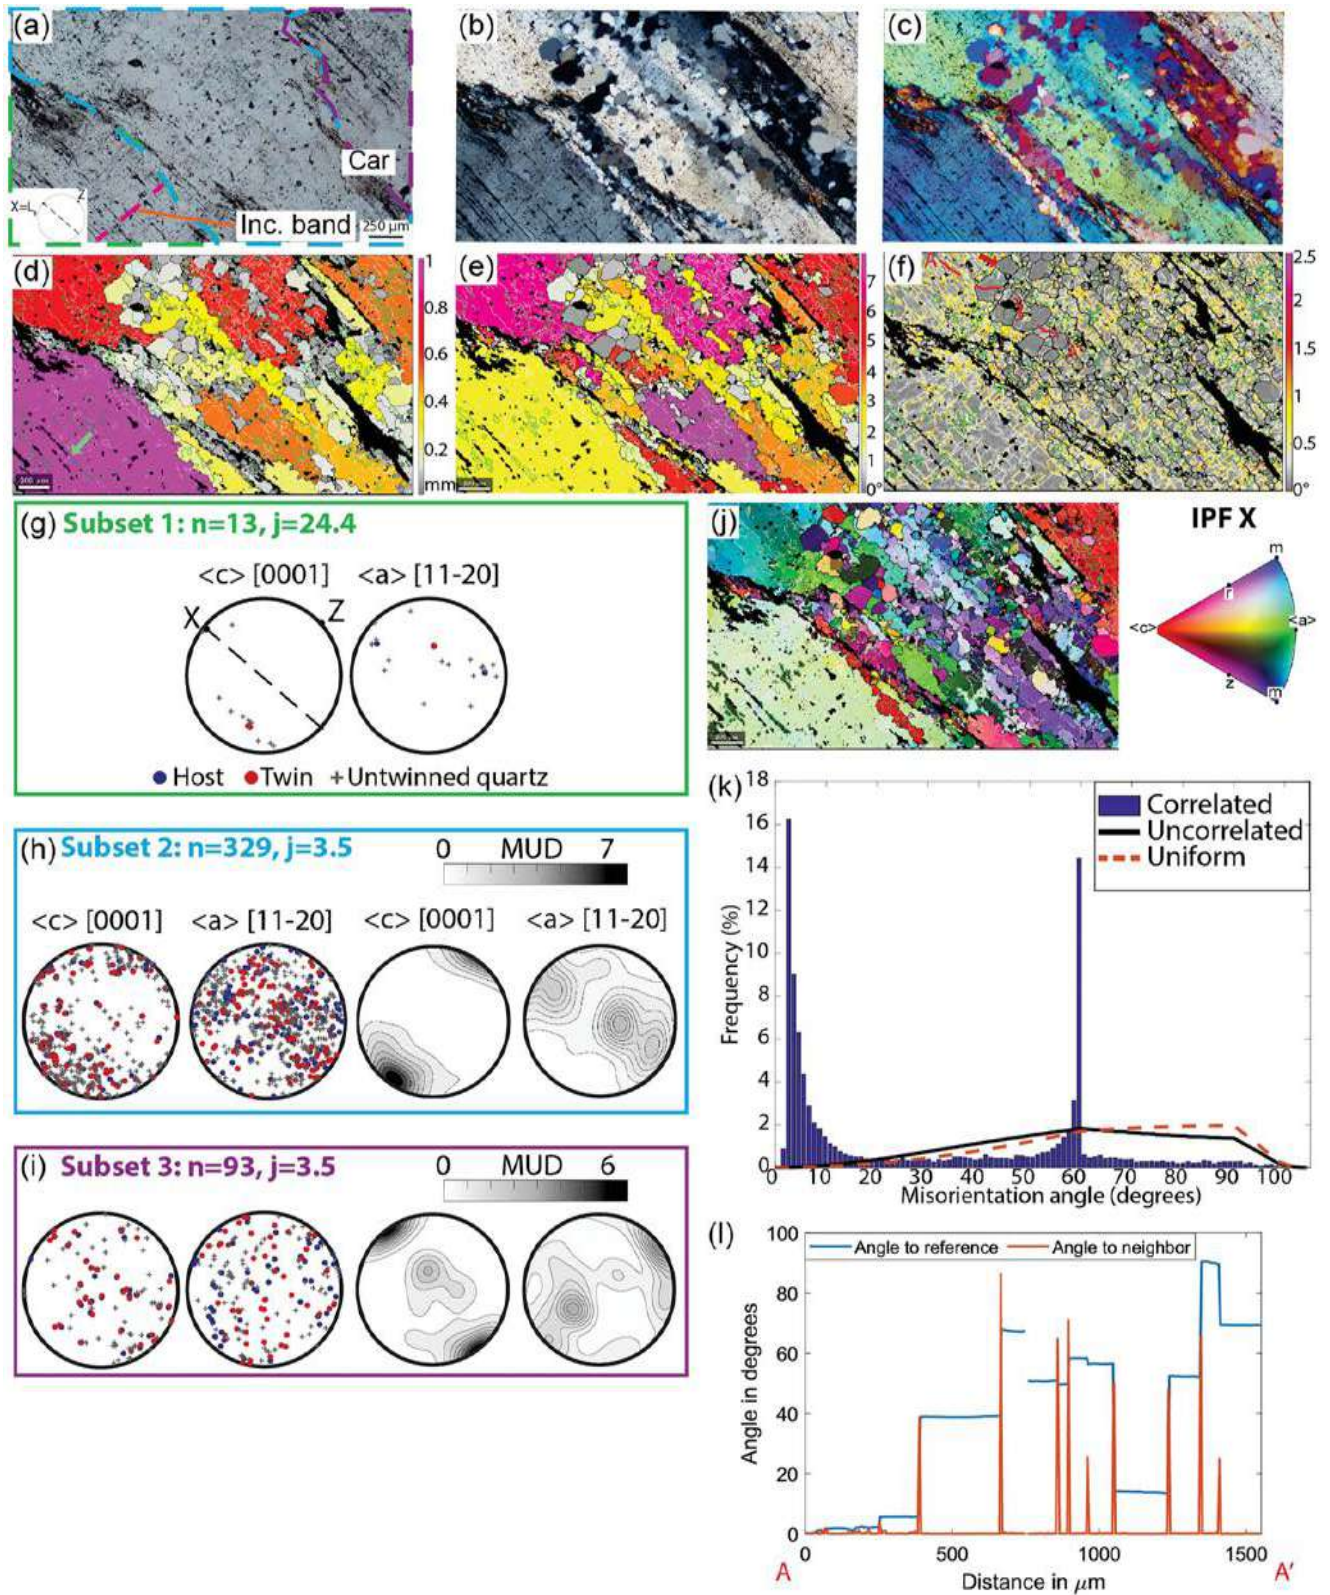 (a)
Car
X=L
Z
Inc. band
250 µm
(b)
(c)
(d)
1
0.8
0.6
0.4
0.2
mm
(e)
7
6
5
4
3
2
1
0°
(f)
2.5
2
1.5
1
0.5
0°
(g) Subset 1: n=13, j=24.4
<c> [0001] <a> [11-20]
X
Z
Host Twin +Untwinned quartz
(h) Subset 2: n=329, j=3.5
0 MUD 7
<c> [0001] <a> [11-20] <c> [0001] <a> [11-20]
(i) Subset 3: n=93, j=3.5
0 MUD 6
(j)
IPF X
m
r
<c>
<a>
z
m
(k)
18
16
14
12
10
8
6
4
2
0
Frequency (%)
Correlated
Uncorrelated
Uniform
0 10 20 30 40 50 60 70 80 90 100
Misorientation angle (degrees)
(l)
100
80
60
40
20
0
Angle in degrees
Angle to reference Angle to neighbor
0 500 1000 1500
A Distance in µm A'